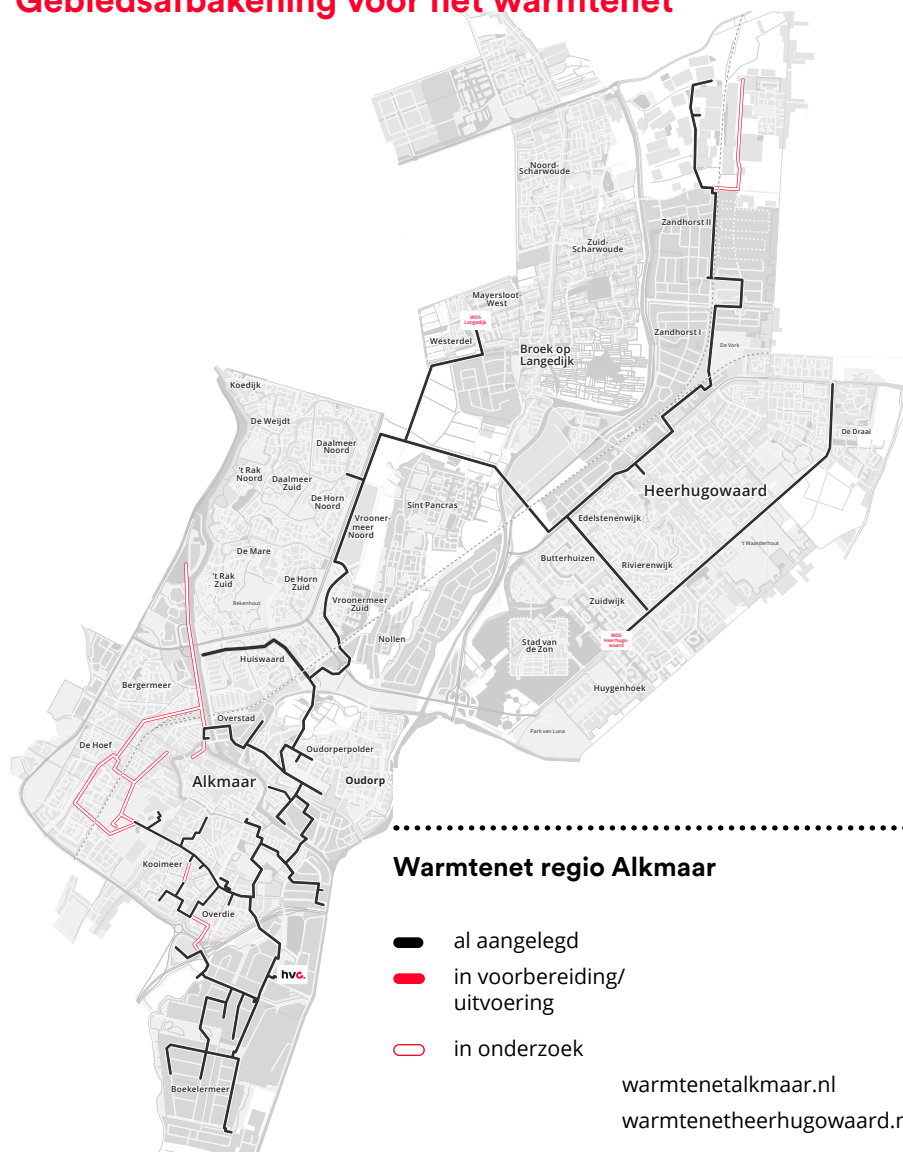 Gebiedsafbakening voor het warmtenet
Noord-
Scharwoude
Zandhorst II
Zuid-
Scharwoude
Mayersloot-
West
WOS
Langedijk
Westerdel
Zandhorst I
Broek op
Langedijk
De Vork
Koedijk
De Weijdt
De Draai
Daalmeer
Noord
't Rak
Noord
Daalmeer
Zuid
De Horn
Noord
Heerhugowaard
Sint Pancras
Vrooner-
meer
Noord
Edelstenenwijk
't Waarderhout
De Mare
Butterhuizen
Rivierenwijk
't Rak
Zuid
De Horn
Zuid
Rekenhout
Vroonermeer
Zuid
Zuidwijk
Nollen
WOS
Heerhugo-
waard
Stad van
de Zon
Huiswaard
Bergermeer
Huygenhoek
Overstad
Park van Luna
De Hoef
Oudorperpolder
Alkmaar
Oudorp
Kooimeer
Overdie
hvc.
Boekelermeer
Warmtenet regio Alkmaar
al aangelegd
in voorbereiding/
uitvoering
in onderzoek
warmtenetalkmaar.nl
warmtenetheerhugowaard.n